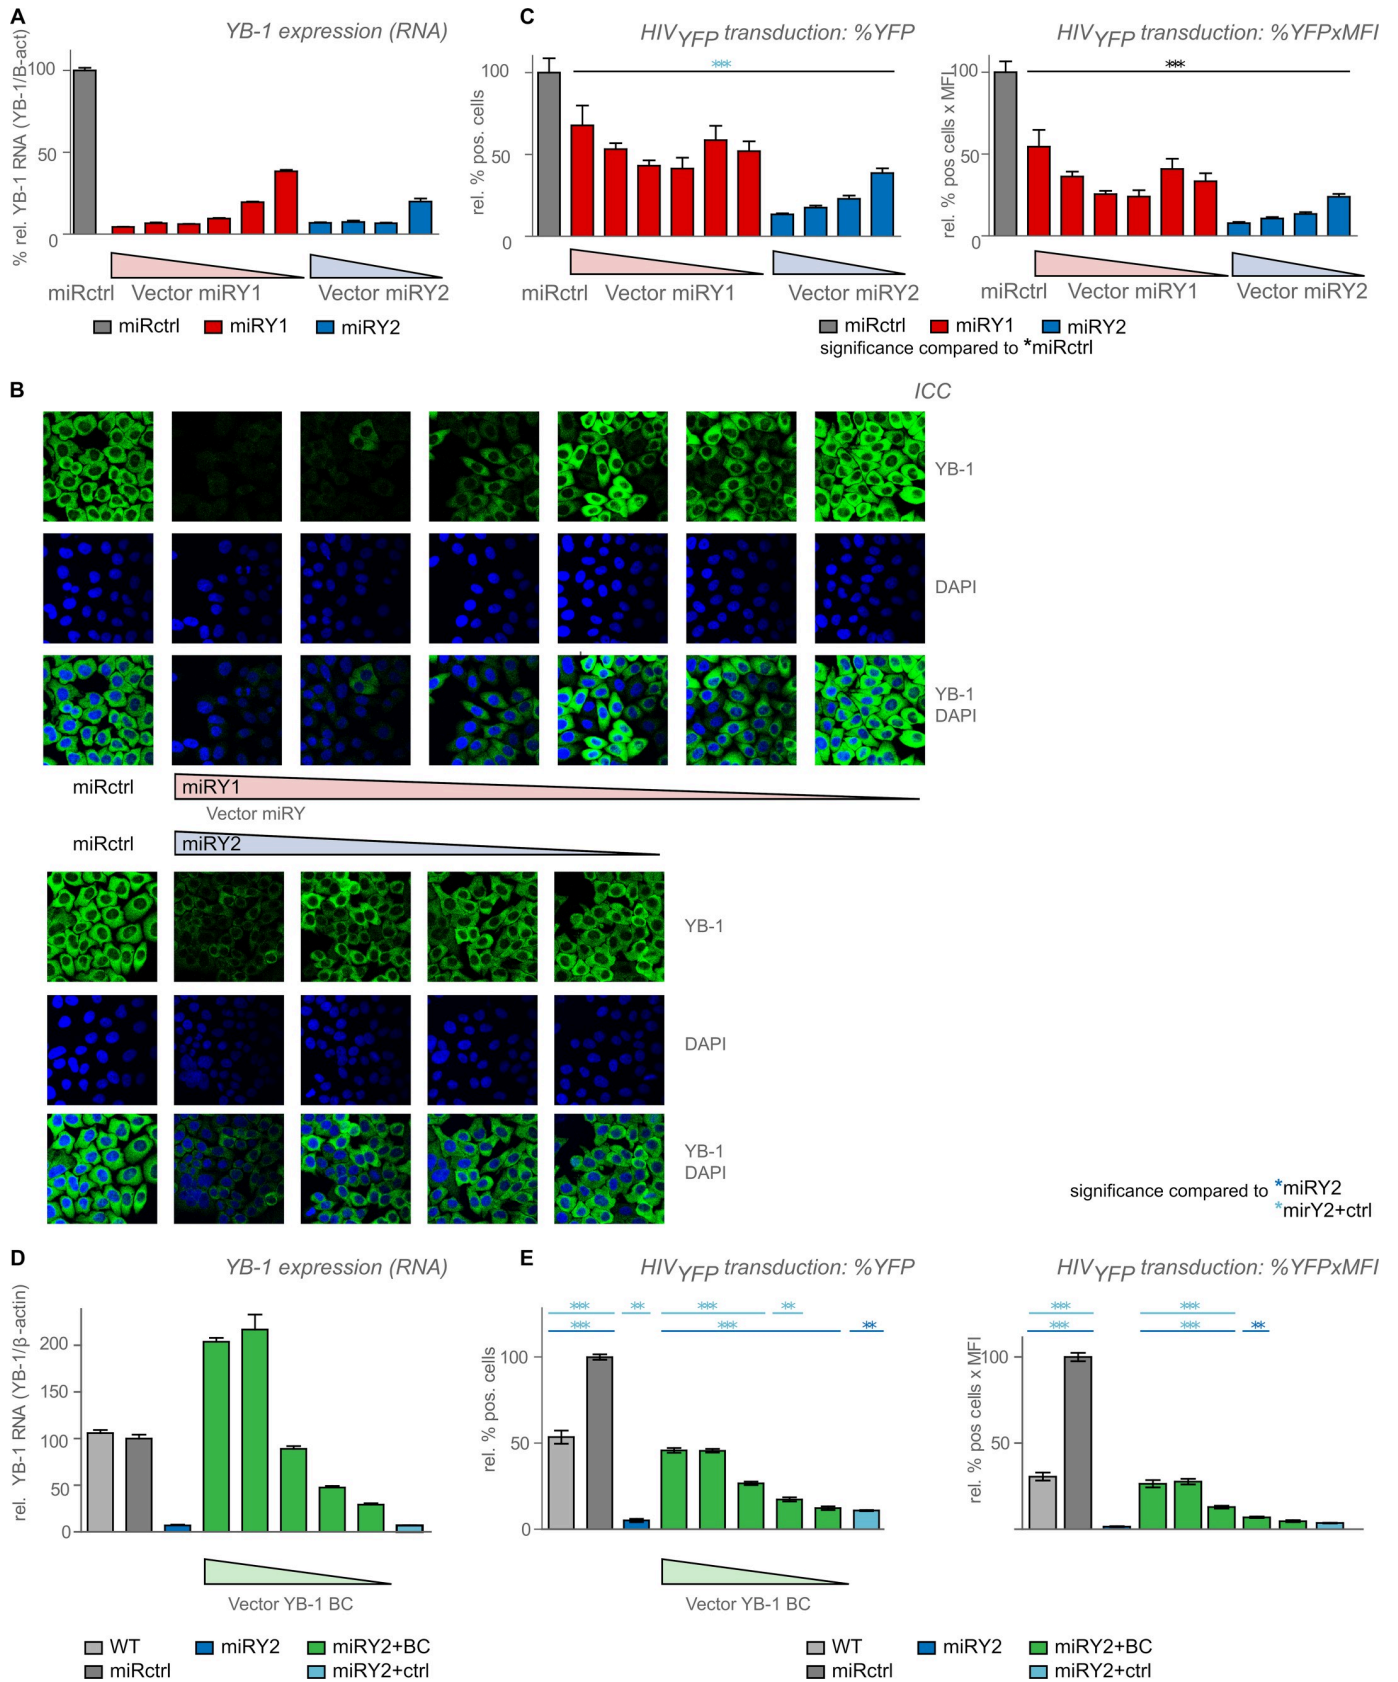 A
YB-1 expression (RNA)
% rel. YB-1 RNA (YB-1/B-act)
100
50
0
miRctrl
Vector miRY1
Vector miRY2
miRctrl
miRY1
miRY2
C
HIVYFP transduction: %YFP
rel. % pos. cells
100
50
0
***
miRctrl
Vector miRY1
Vector miRY2
HIVYFP transduction: %YFPxMFI
rel. % pos cells x MFI
100
50
0
***
miRctrl
Vector miRY1
Vector miRY2
miRctrl
miRY1
miRY2
significance compared to *miRctrl
B
ICC
YB-1
DAPI
YB-1
DAPI
miRctrl
miRY1
Vector miRY
miRctrl
miRY2
YB-1
DAPI
YB-1
DAPI
significance compared to *miRY2
*mirY2+ctrl
D
YB-1 expression (RNA)
rel. YB-1 RNA (YB-1/β-actin)
200
150
100
50
0
Vector YB-1 BC
WT
miRctrl
miRY2
miRY2+BC
miRY2+ctrl
E
HIVYFP transduction: %YFP
*** ** *** **
*** *** **
rel. % pos. cells
100
50
0
Vector YB-1 BC
HIVYFP transduction: %YFPxMFI
*** ***
*** *** **
rel. % pos cells x MFI
100
50
WT
miRctrl
miRY2
miRY2+BC
miRY2+ctrl